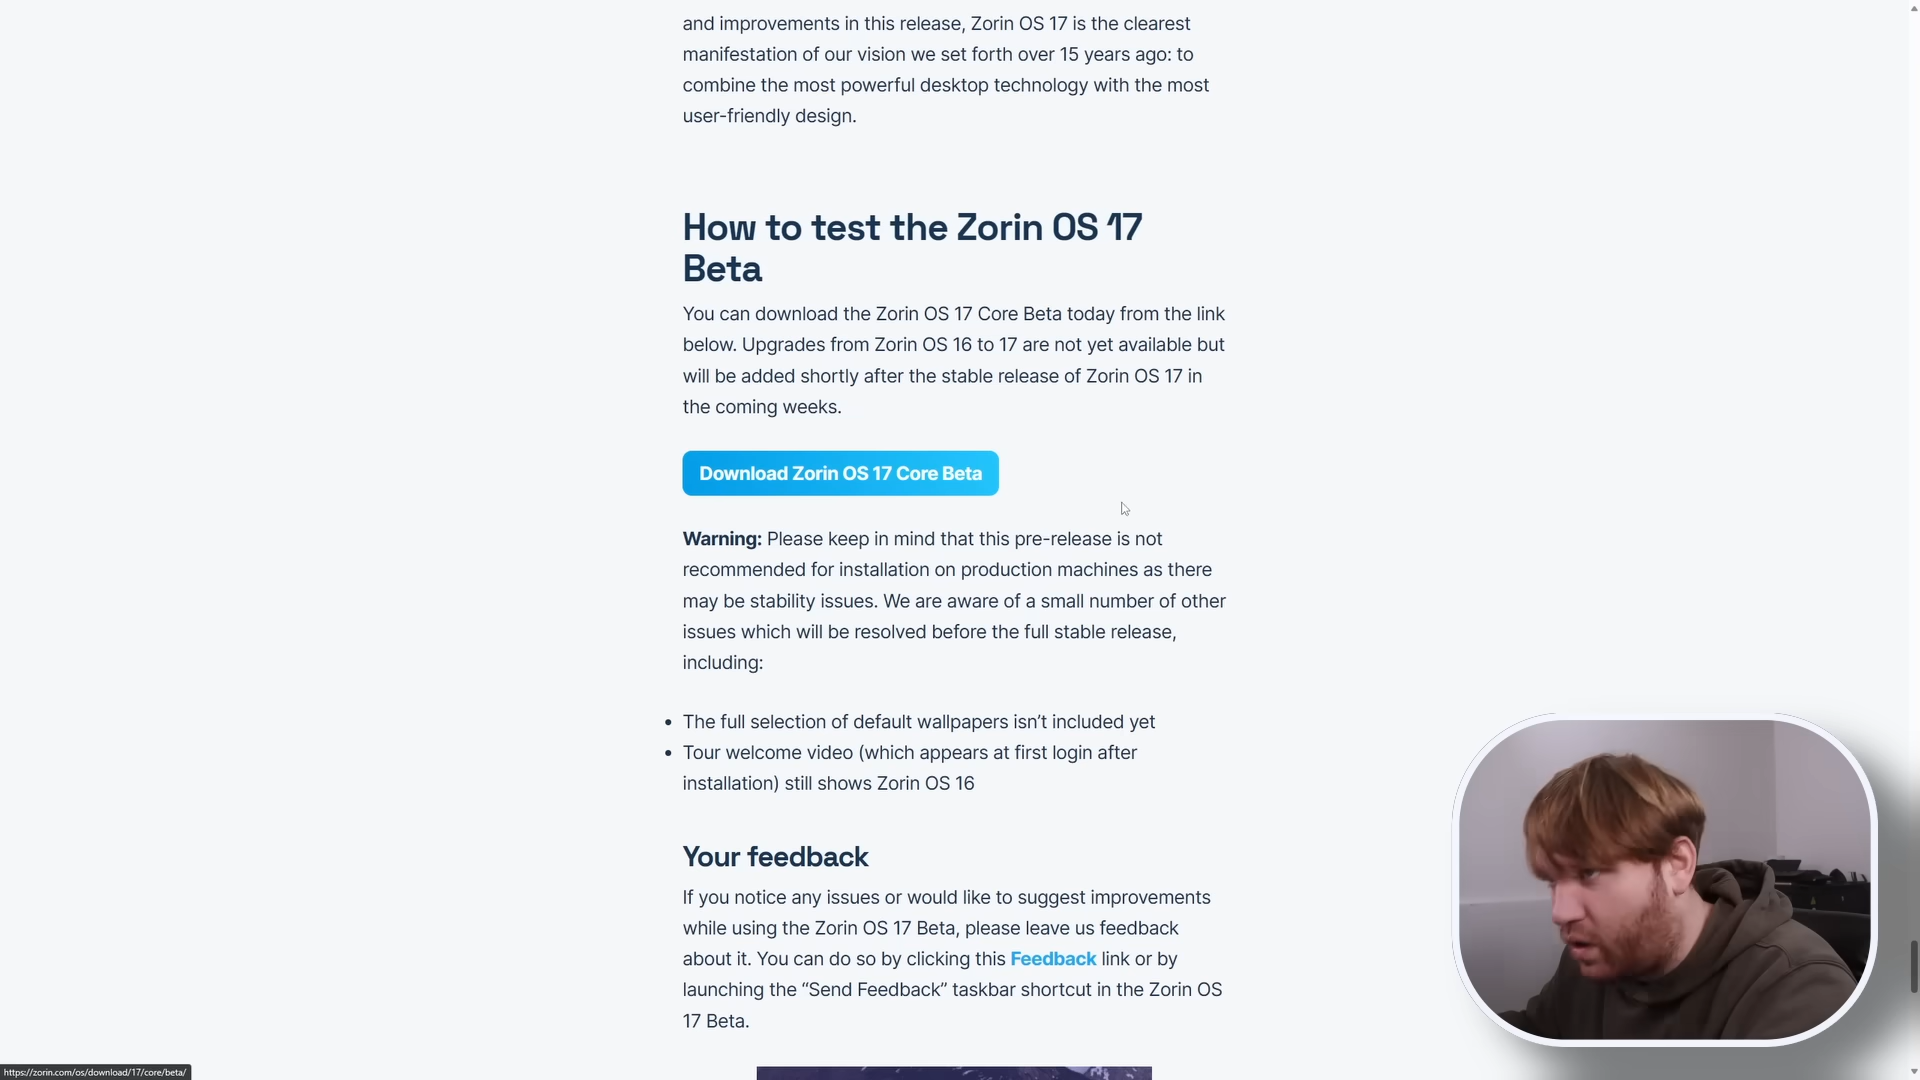 and improvements in this release, Zorin OS 17 is the clearest
manifestation of our vision we set forth over 15 years ago: to
combine the most powerful desktop technology with the most
user-friendly design.
How to test the Zorin OS 17
Beta
You can download the Zorin OS 17 Core Beta today from the link
below. Upgrades from Zorin OS 16 to 17 are not yet available but
will be added shortly after the stable release of Zorin OS 17 in
the coming weeks.
Download Zorin OS 17 Core Beta
Warning: Please keep in mind that this pre-release is not
recommended for installation on production machines as there
may be stability issues. We are aware of a small number of other
issues which will be resolved before the full stable release,
including:
• The full selection of default wallpapers isn’t included yet
• Tour welcome video (which appears at first login after
installation) still shows Zorin OS 16
Your feedback
If you notice any issues or would like to suggest improvements
while using the Zorin OS 17 Beta, please leave us feedback
about it. You can do so by clicking this Feedback link or by
launching the “Send Feedback” taskbar shortcut in the Zorin OS
17 Beta.
https://zorin.com/os/download/17/core/beta/